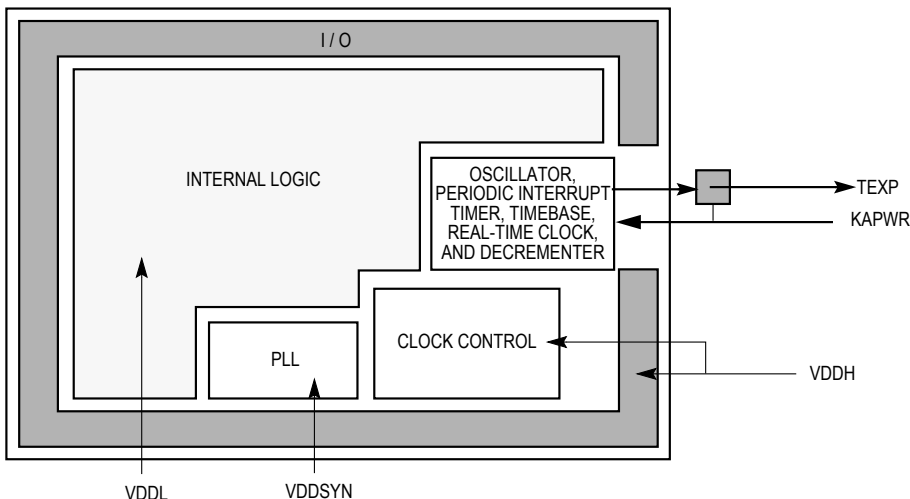 I / O
INTERNAL LOGIC
OSCILLATOR,
PERIODIC INTERRUPT
TIMER, TIMEBASE,
REAL-TIME CLOCK,
AND DECREMENTER
TEXP
KAPWR
CLOCK CONTROL
PLL
VDDH
VDDL
VDDSYN